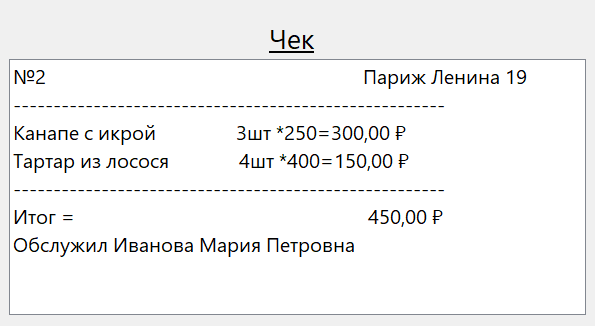 Чек
№2 Париж Ленина 19
------------------------------------------------------
Канапе с икрой 3шт *250=300,00 ₽
Тартар из лосося 4шт *400=150,00 ₽
------------------------------------------------------
Итог = 450,00 ₽
Обслужил Иванова Мария Петровна